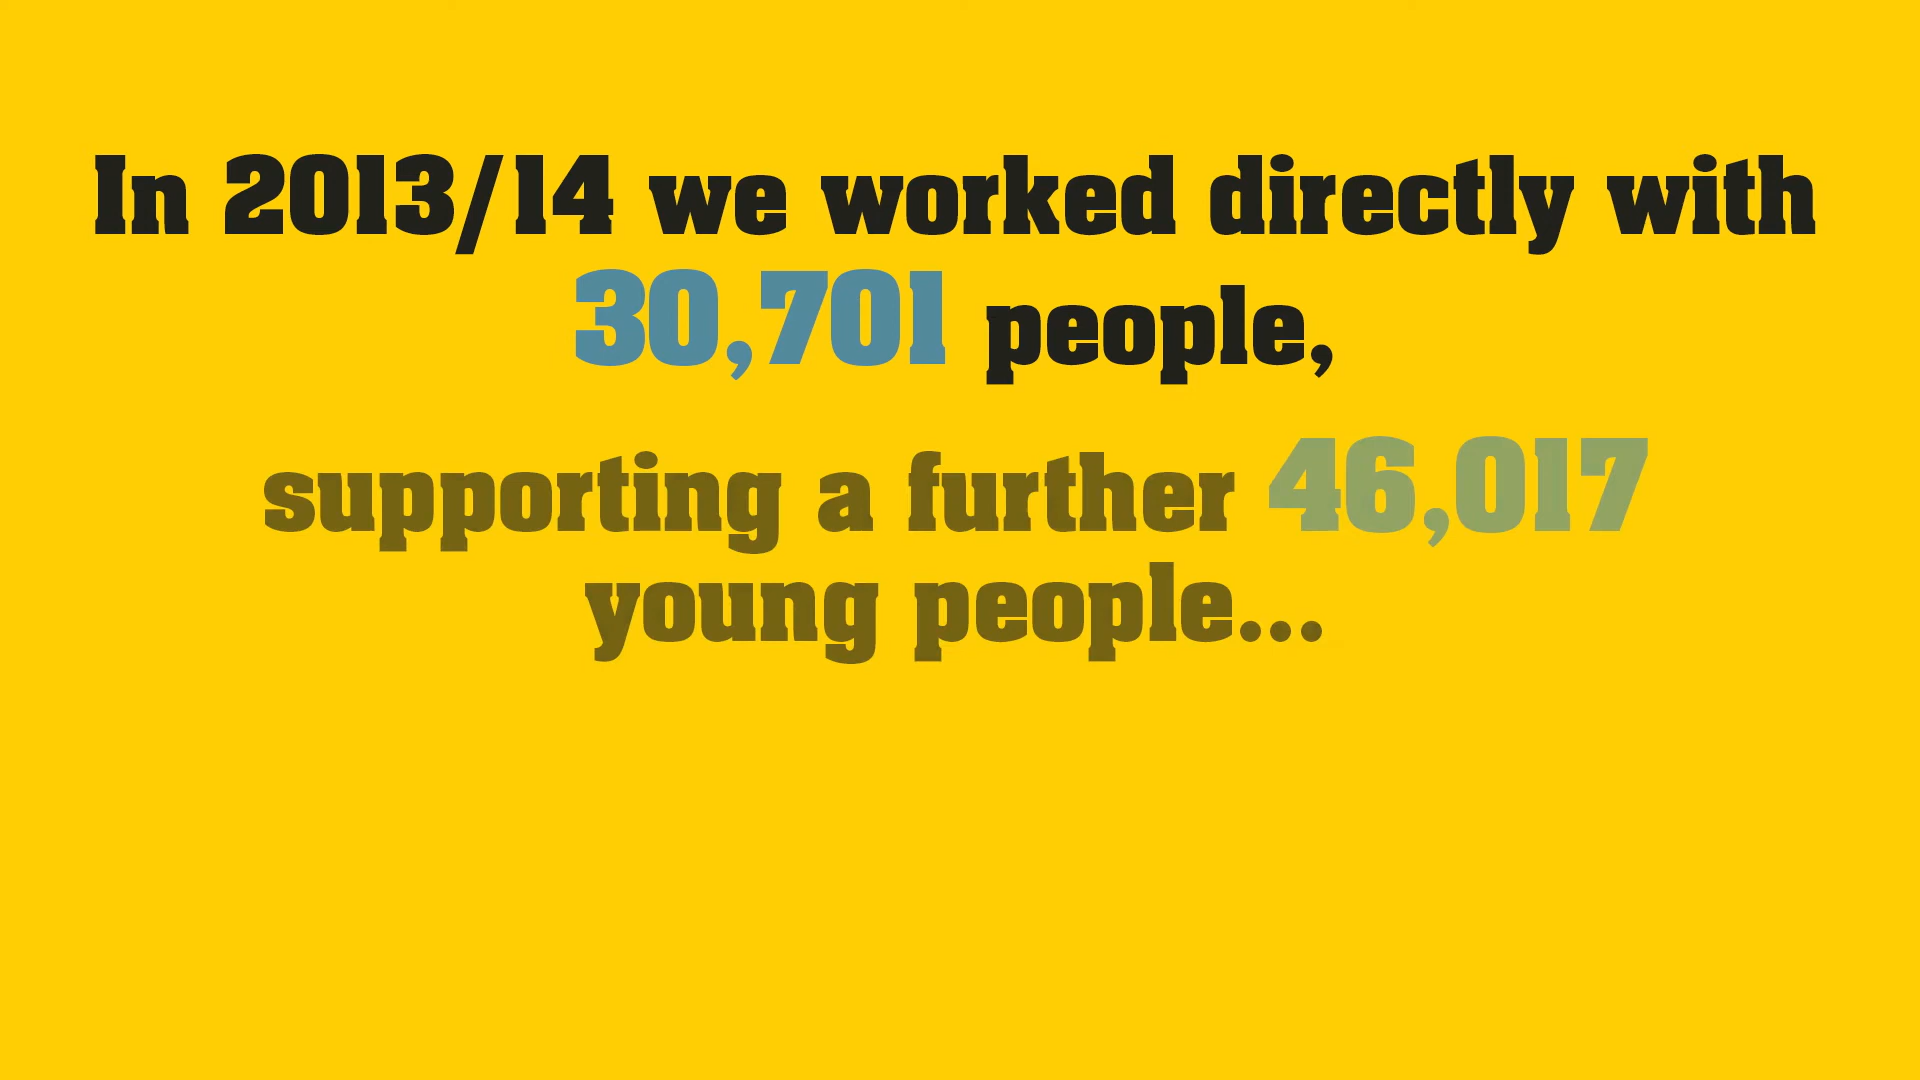 In 2013/14 we worked directly with
30,701 people,
supporting a further 46,017
young people...